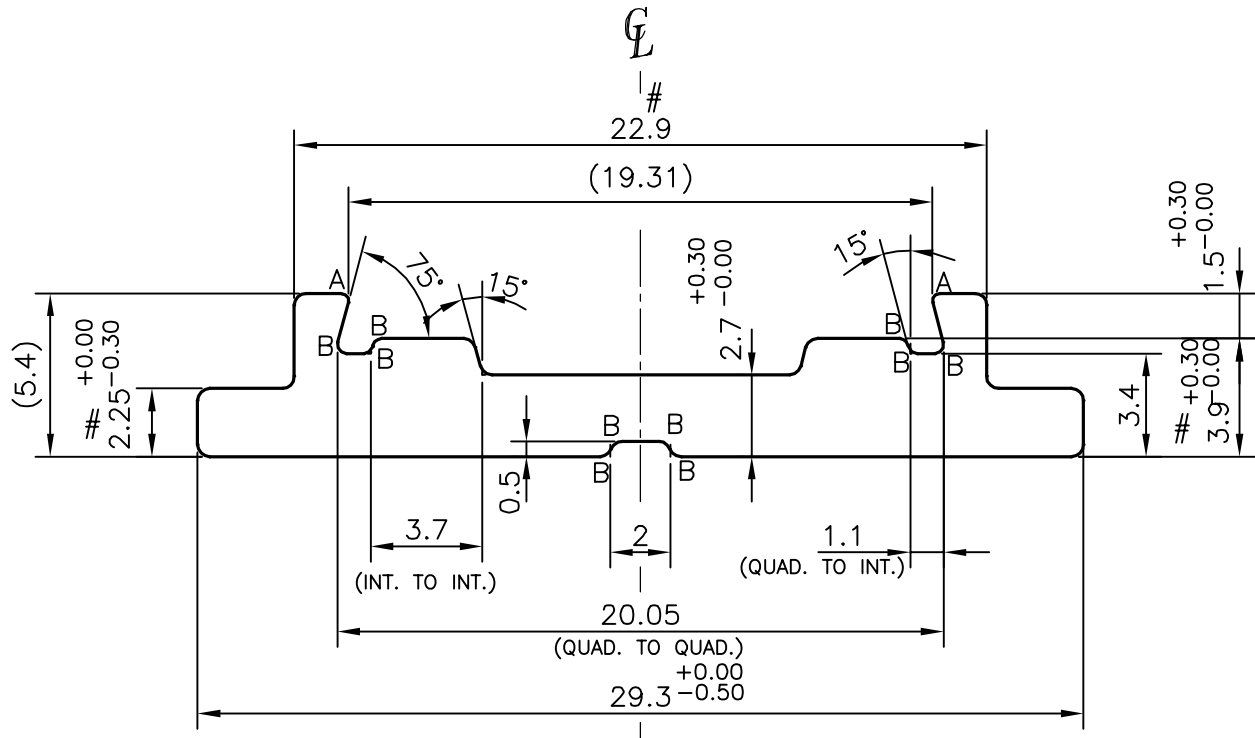 CL
#
22.9
(19.31)
+0.30
1.5-0.00
15°
A
75°
15°
+0.30
2.7-0.00
A
B
B
B
B
B
B
(5.4)
+0.00
# 2.25-0.30
3.4
+0.30
# 3.9-0.00
B
B
B
B
0.5
3.7
(INT. TO INT.)
2
1.1
(QUAD. TO INT.)
20.05
(QUAD. TO QUAD.)
+0.00
29.3-0.50